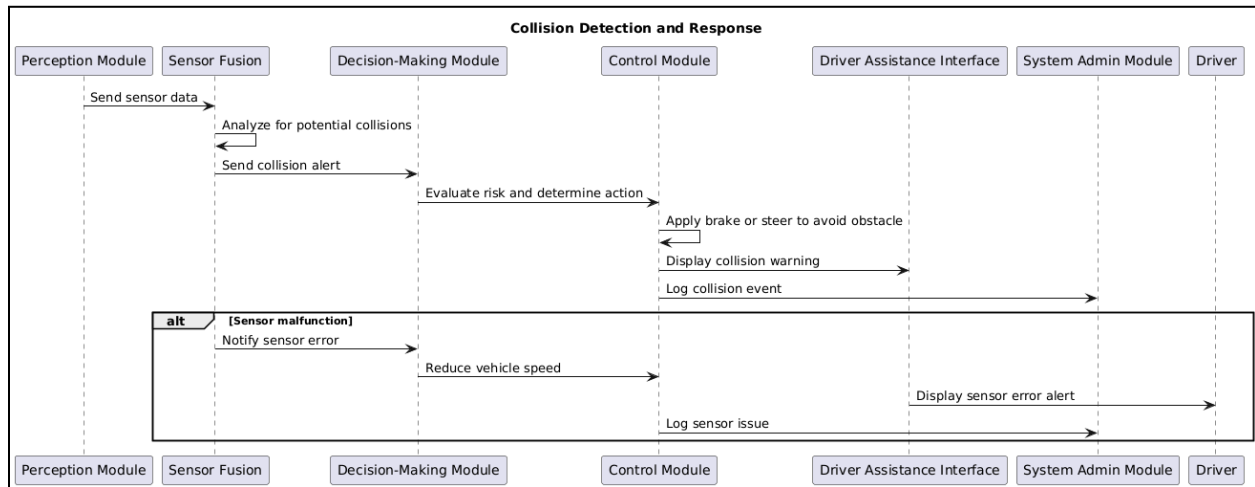 Collision Detection and Response
Perception Module Sensor Fusion Decision-Making Module Control Module Driver Assistance Interface System Admin Module Driver
Send sensor data
Analyze for potential collisions
Send collision alert
Evaluate risk and determine action
Apply brake or steer to avoid obstacle
Display collision warning
Log collision event
alt [Sensor malfunction]
Notify sensor error
Reduce vehicle speed
Display sensor error alert
Log sensor issue
Perception Module Sensor Fusion Decision-Making Module Control Module Driver Assistance Interface System Admin Module Driver